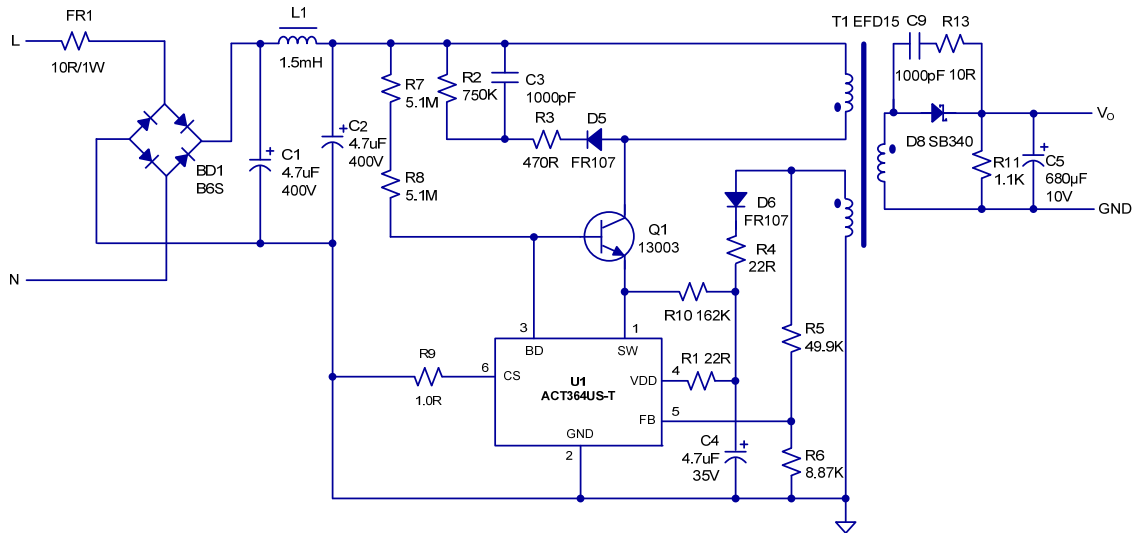 FR1
L
10R/1W
L1
1.5mH
T1 EFD15
C9
R13
1000pF 10R
R7
5.1M
R2
750K
C3
1000pF
R3
470R
D5
FR107
D8 SB340
VO
BD1
B6S
C1
4.7uF
400V
C2
4.7uF
400V
R8
5.1M
R11
1.1K
C5
680µF
10V
GND
Q1
13003
D6
FR107
R4
22R
N
R10 162K
3
1
BD
SW
R5
49.9K
R9
1.0R
6
CS
U1
ACT364US-T
VDD
4
R1 22R
FB
5
GND
2
C4
4.7uF
35V
R6
8.87K